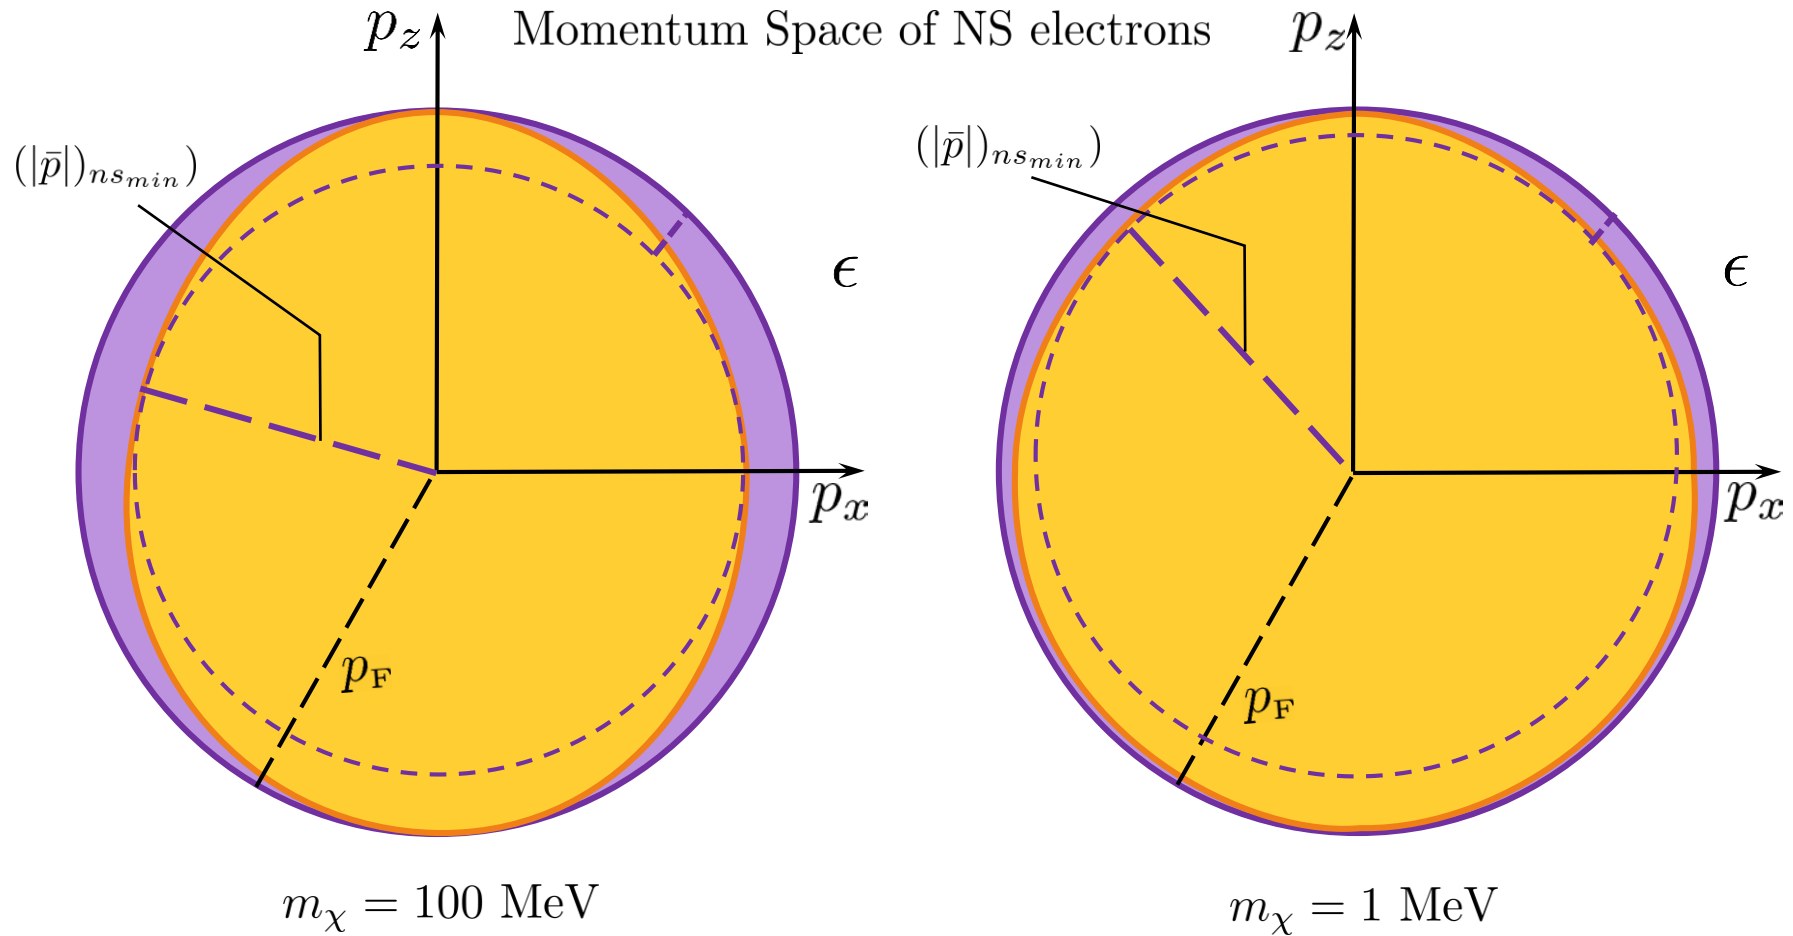 Momentum Space of NS electrons
p_z
(|p̄|)_{ns_{min}})
ϵ
p_x
p_F
m_χ = 100 MeV
p_z
(|p̄|)_{ns_{min}})
ϵ
p_x
p_F
m_χ = 1 MeV